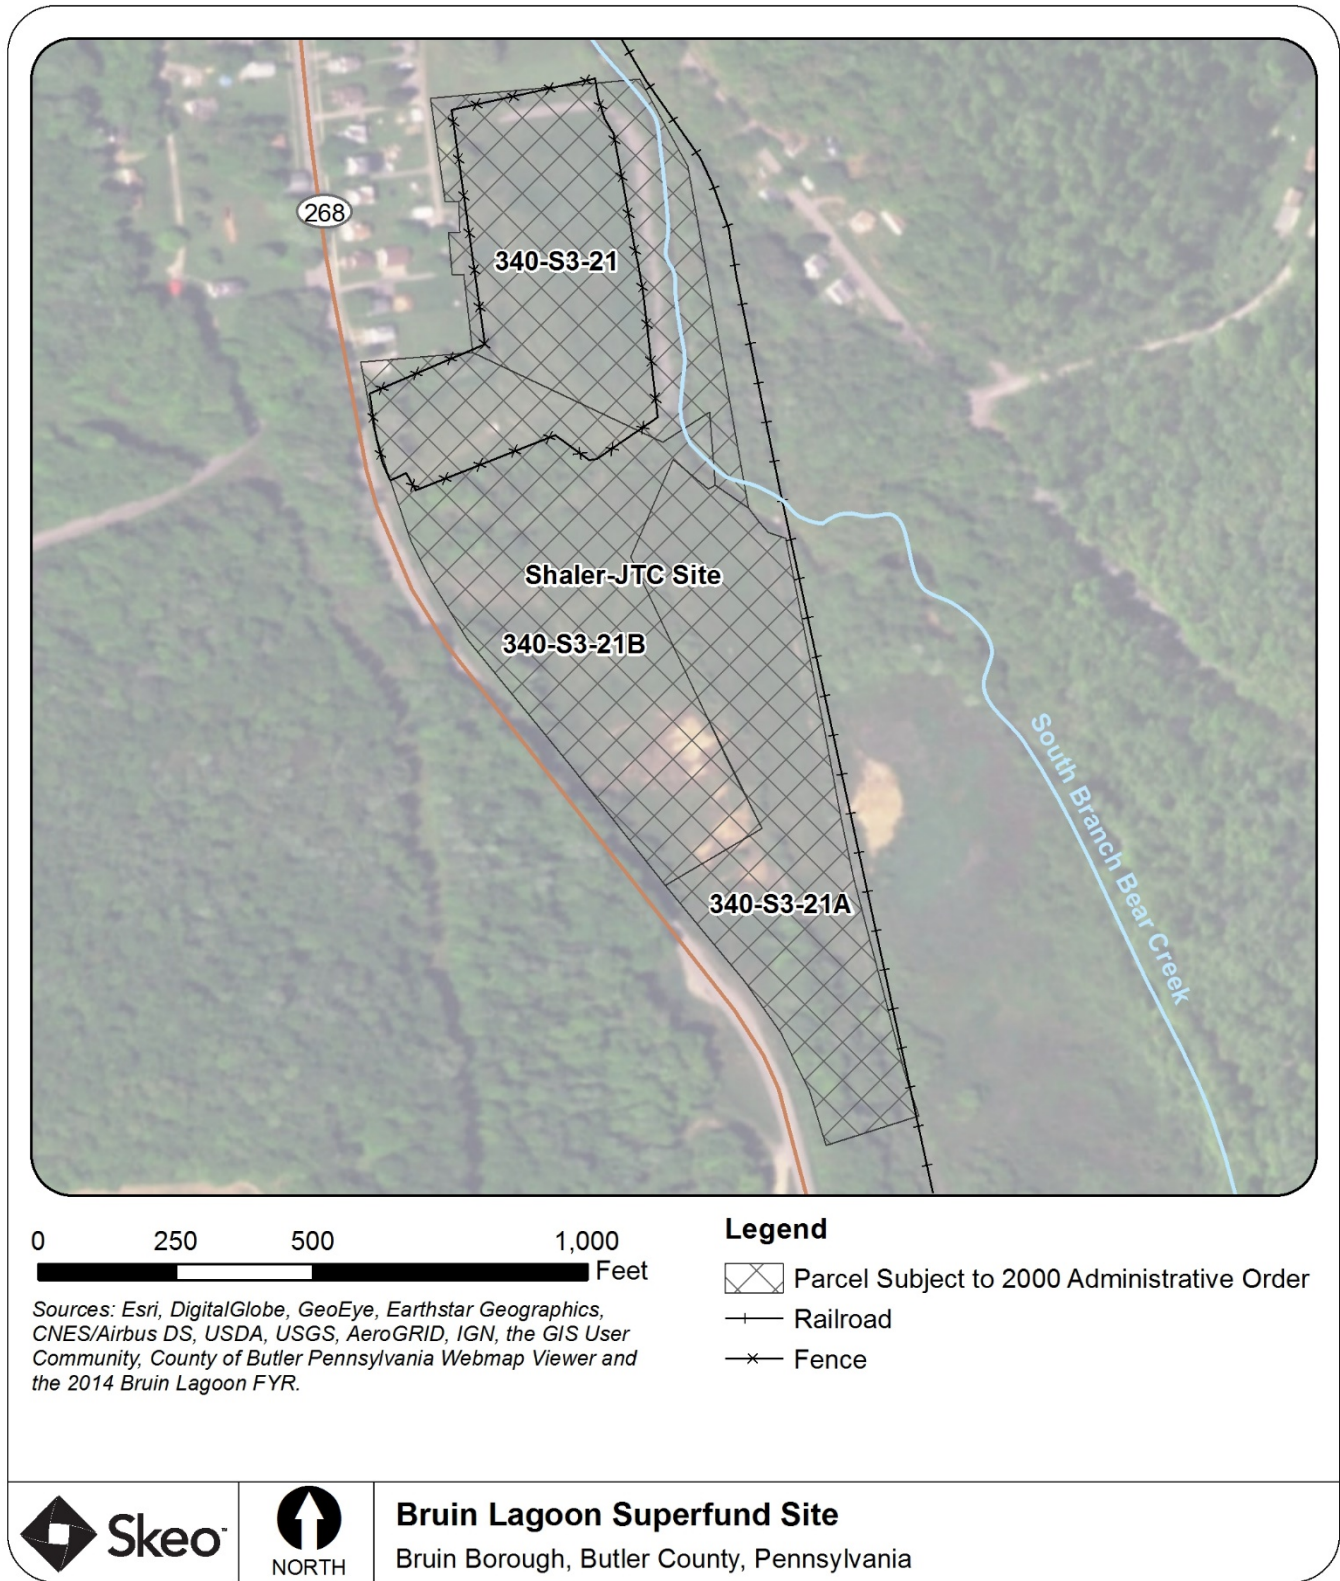 268
340-S3-21
Shaler-JTC Site
340-S3-21B
340-S3-21A
South Branch Bear Creek
0 250 500 1,000
Feet
Sources: Esri, DigitalGlobe, GeoEye, Earthstar Geographics,
CNES/Airbus DS, USDA, USGS, AeroGRID, IGN, the GIS User
Community, County of Butler Pennsylvania Webmap Viewer and
the 2014 Bruin Lagoon FYR.
Legend
Parcel Subject to 2000 Administrative Order
Railroad
Fence
Skeo™
NORTH
Bruin Lagoon Superfund Site
Bruin Borough, Butler County, Pennsylvania